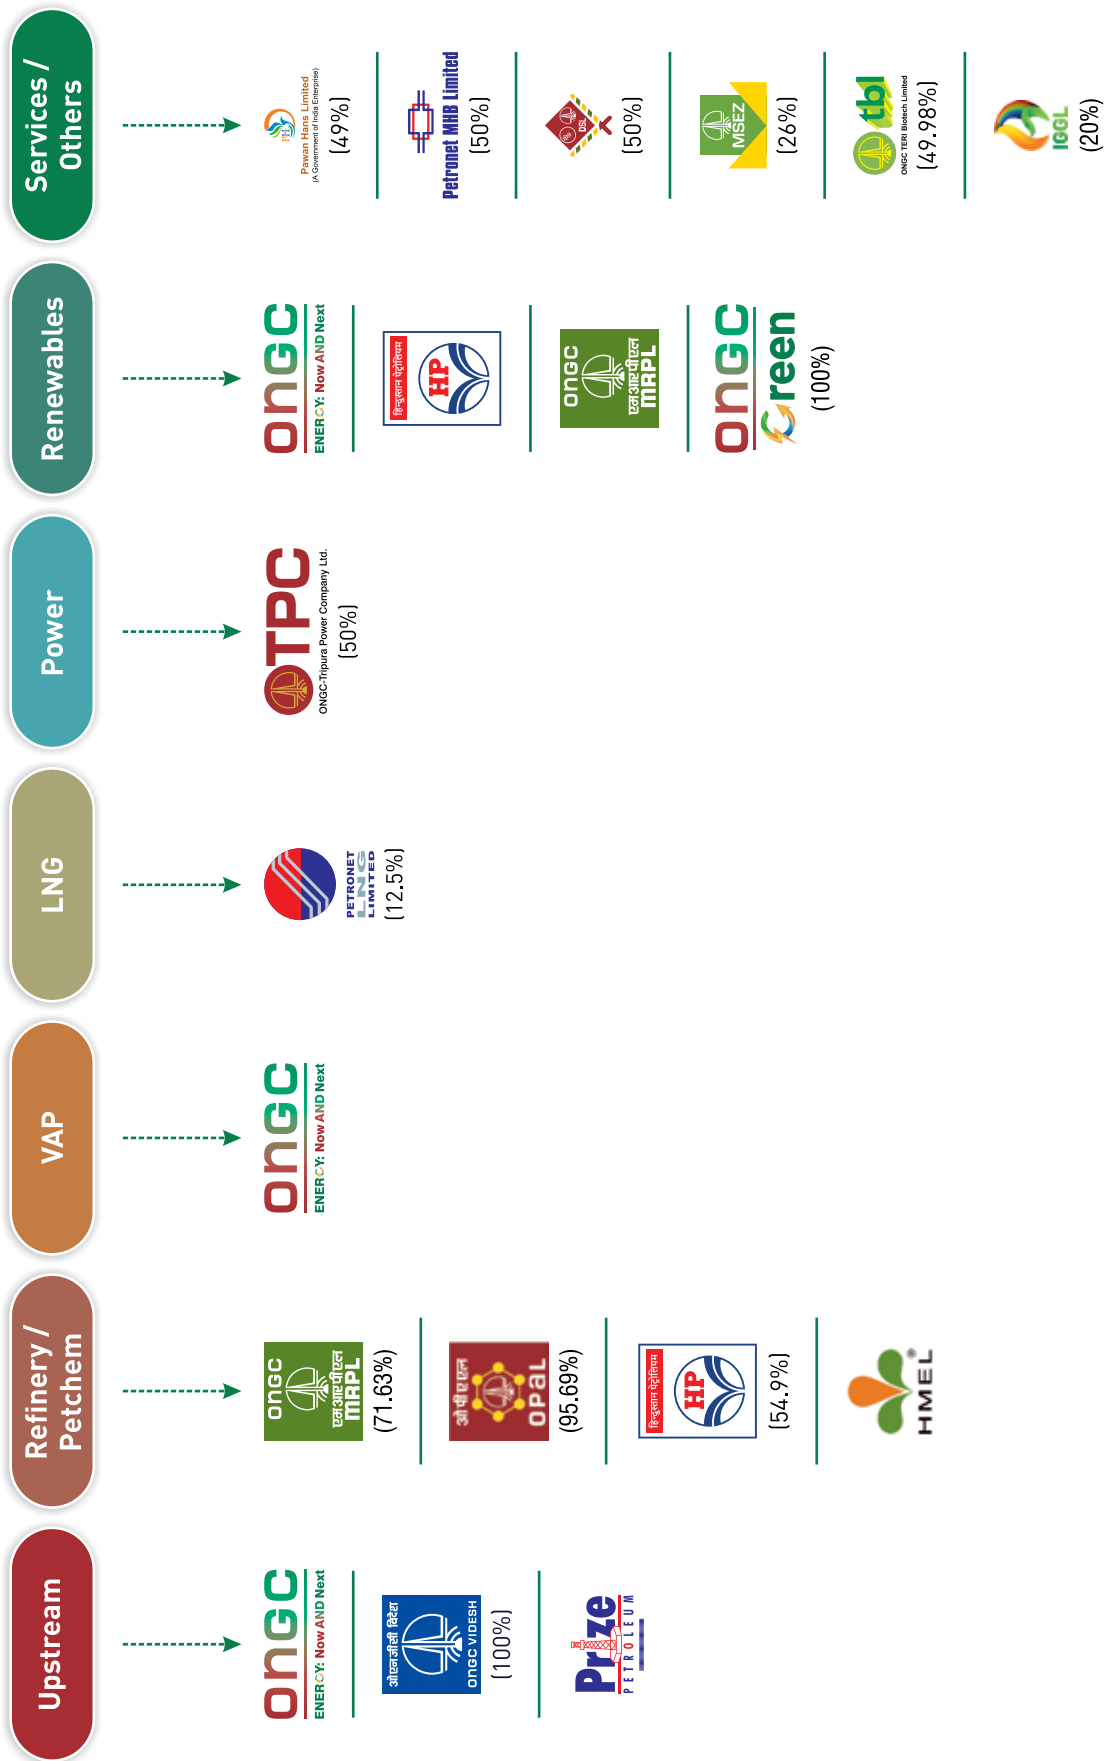 Upstream
ONGC
ENERGY: Now AND Next
ओएनजीसी विदेश
ONGC VIDESH
(100%)
Prize
PETROLEUM
Refinery /
Petchem
ONGC
एमआरपीएल
MRPL
(71.63%)
ओ पी ए एल
OPaL
(95.69%)
हिन्दुस्तान पेट्रोलियम
HP
(54.9%)
HMEL®
VAP
ONGC
ENERGY: Now AND Next
LNG
PETRONET
LNG
LIMITED
(12.5%)
Power
OTPC
ONGC-Tripura Power Company Ltd.
(50%)
Renewables
ONGC
ENERGY: Now AND Next
हिन्दुस्तान पेट्रोलियम
HP
ONGC
एमआरपीएल
MRPL
ONGC
Green
(100%)
Services /
Others
PHL
Pawan Hans Limited
(A Government of India Enterprise)
(49%)
Petronet MHB Limited
(50%)
DSL
(50%)
MSEZ
(26%)
tbl
ONGC TERI Biotech Limited
(49.98%)
IGGL
(20%)